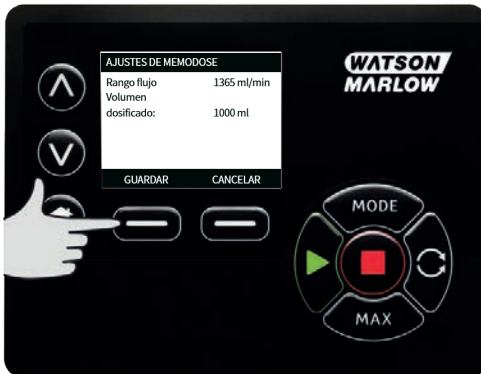 AJUSTES DE MEMODOSE
Rango flujo 1365 ml/min
Volumen
dosificado: 1000 ml
GUARDAR CANCELAR
WATSON
MARLOW
MODE
MAX